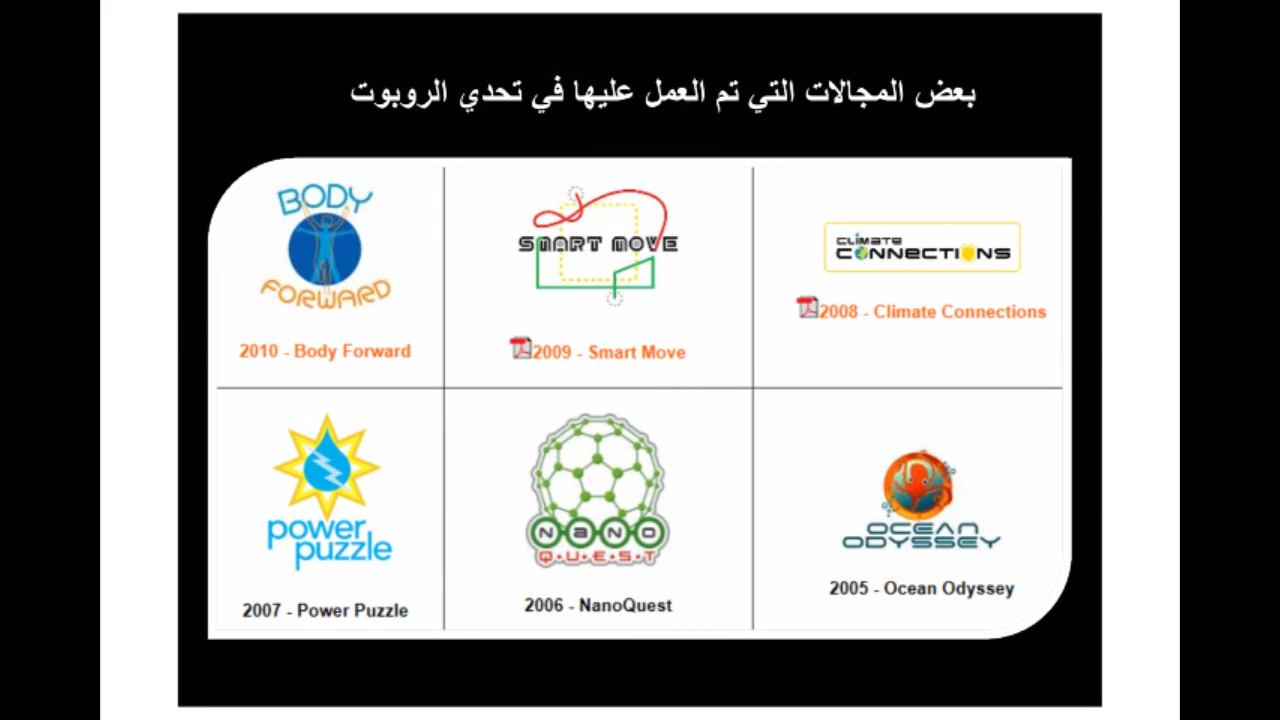 بعض المجالات التي تم العمل عليها في تحدي الروبوت
BODY
FORWARD
2010 - Body Forward
SMART MOVE
2009 - Smart Move
CLIMATE
CONNECTIONS
2008 - Climate Connections
power
puzzle
2007 - Power Puzzle
NANO
Q·U·E·S·T
2006 - NanoQuest
OCEAN
ODYSSEY
2005 - Ocean Odyssey